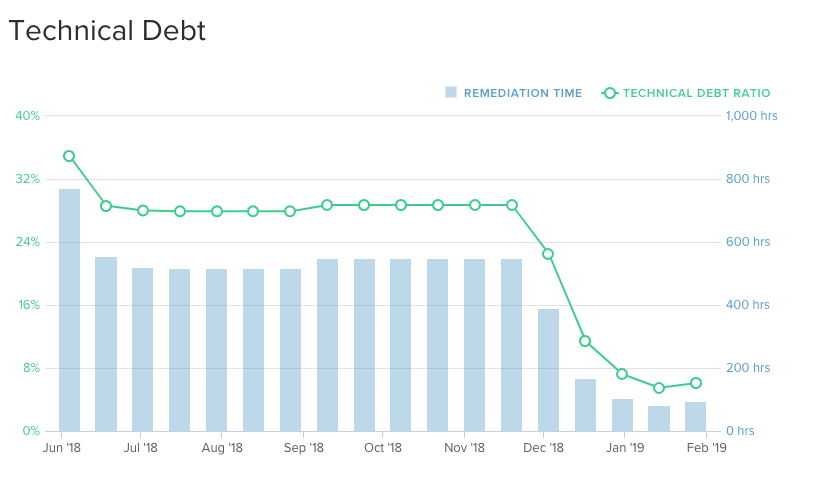 Technical Debt
REMEDIATION TIME TECHNICAL DEBT RATIO
40% 1,000 hrs
32% 800 hrs
24% 600 hrs
16% 400 hrs
8% 200 hrs
0% 0 hrs
Jun '18 Jul '18 Aug '18 Sep '18 Oct '18 Nov '18 Dec '18 Jan '19 Feb '19